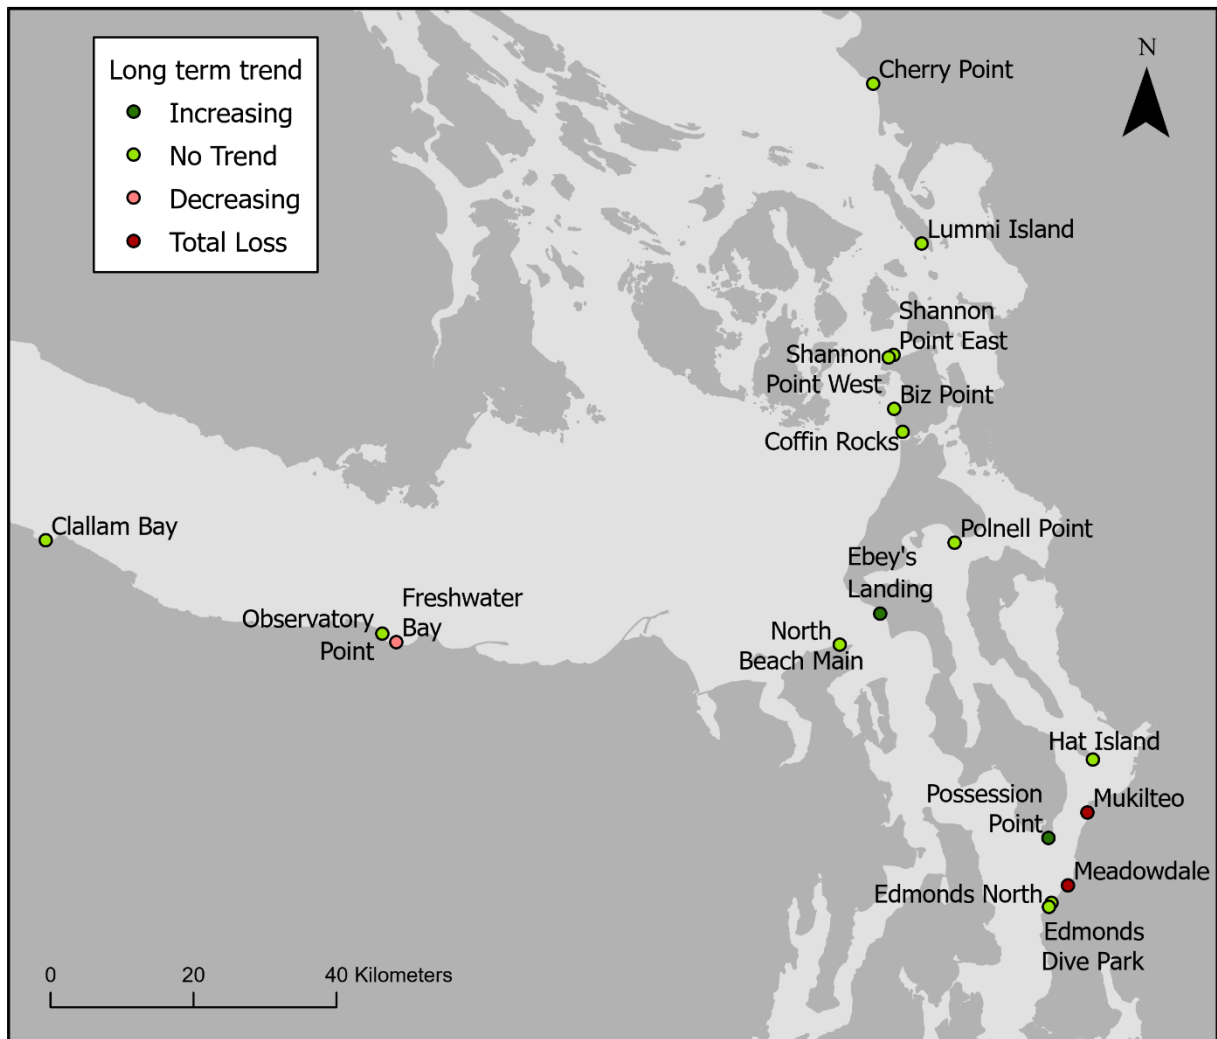 Long term trend
Increasing
No Trend
Decreasing
Total Loss
N
Cherry Point
Lummi Island
Shannon
Point East
Shannon
Point West
Biz Point
Coffin Rocks
Clallam Bay
Polnell Point
Ebey's
Landing
Freshwater
Bay
Observatory
Point
North
Beach Main
Hat Island
Possession
Point
Mukilteo
Meadowdale
Edmonds North
Edmonds
Dive Park
0 20 40 Kilometers